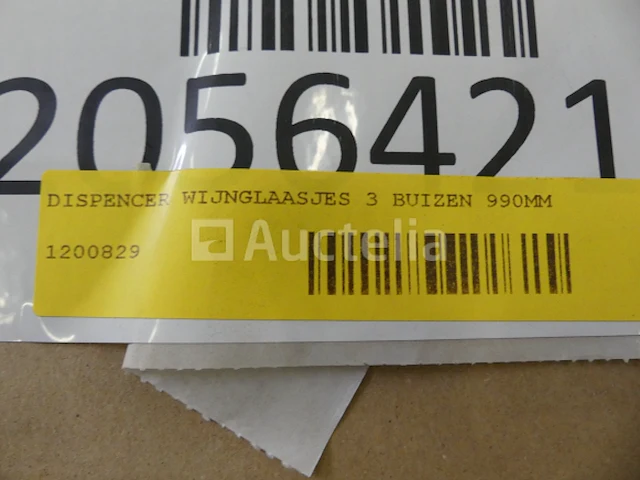 2056421
DISPENCER WIJNGLAASJES 3 BUIZEN 990MM
Auctelia
1200829